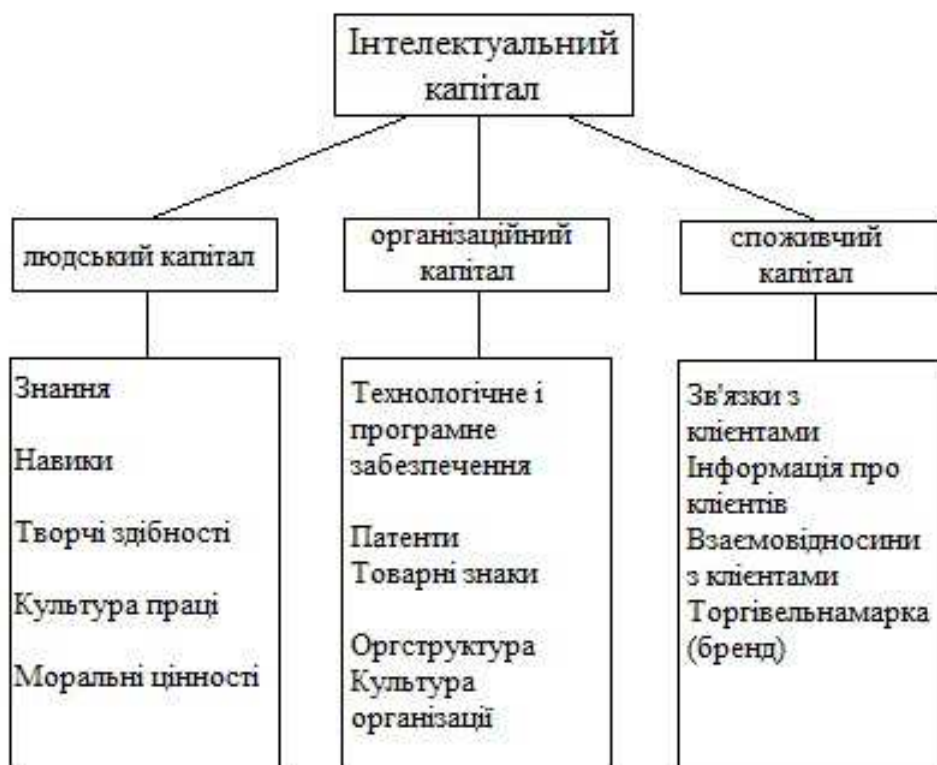 Інтелектуальний
капітал
людський капітал
організаційний
капітал
споживчий
капітал
Знання
Навики
Творчі здібності
Культура праці
Моральні цінності
Технологічне і
програмне
забезпечення
Патенти
Товарні знаки
Оргструктура
Культура
організації
Зв'язки з
клієнтами
Інформація про
клієнтів
Взаємовідносини
з клієнтами
Торгівельнамарка
(бренд)